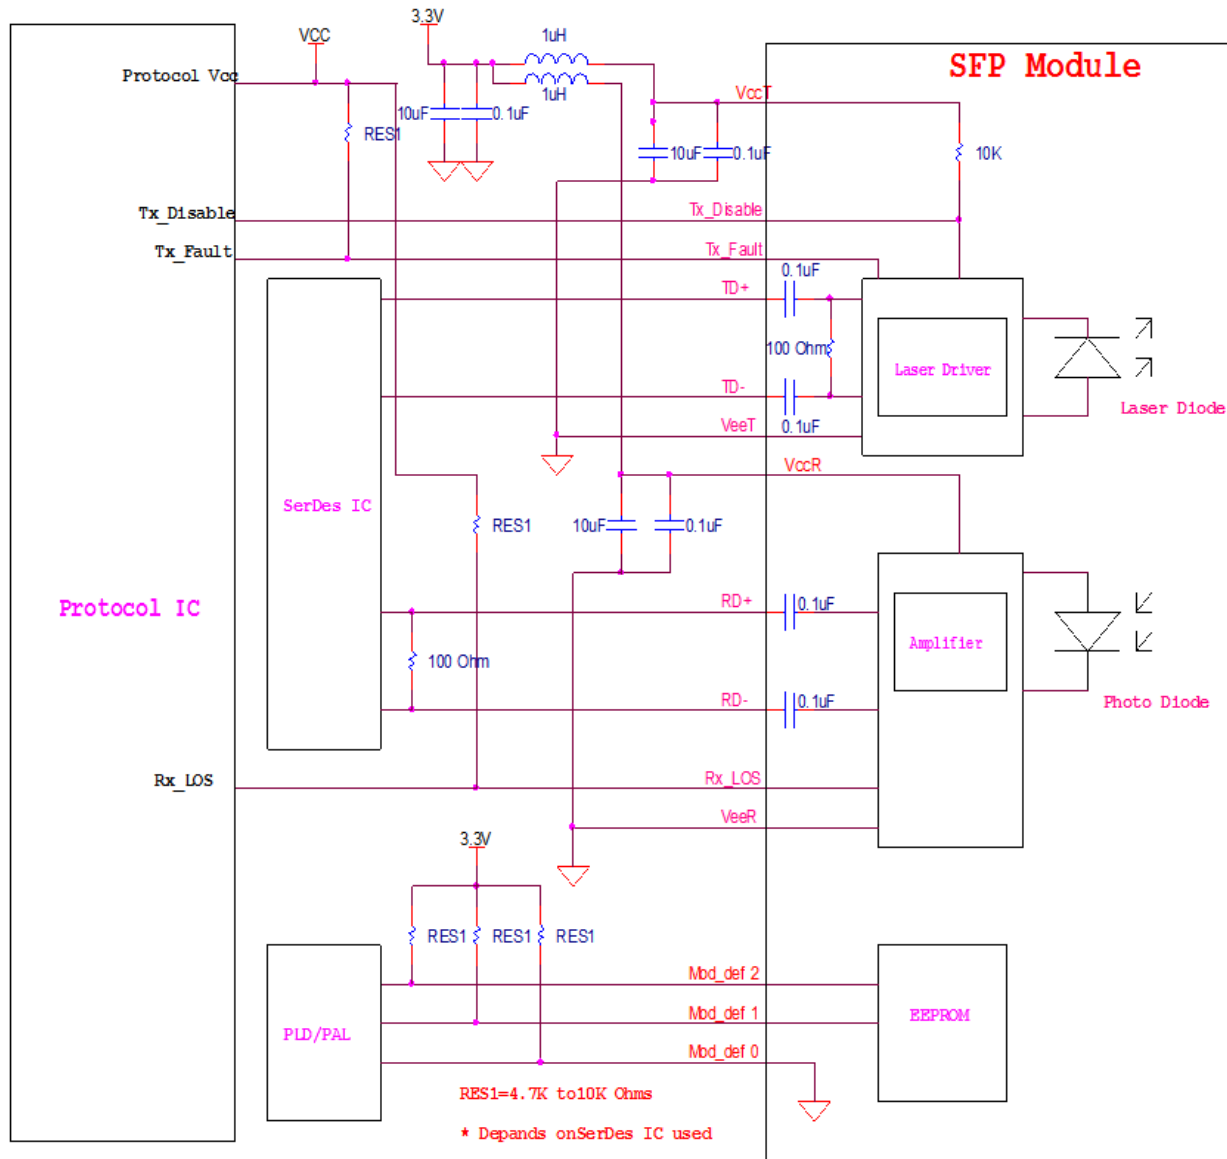 3.3V
VCC
1uH
SFP Module
Protocol Vcc
1uH
VccT
10uF
0.1uF
RES1
10uF
0.1uF
10K
Tx_Disable
Tx_Disable
Tx_Fault
Tx_Fault
0.1uF
TD+
100 Ohm
Laser Driver
TD-
Laser Diode
VeeT
0.1uF
VccR
SerDes IC
RES1
10uF
0.1uF
Protocol IC
RD+
0.1uF
Amplifier
100 Ohm
RD-
0.1uF
Photo Diode
Rx_LOS
Rx_LOS
VeeR
3.3V
RES1
RES1
RES1
Mod_def 2
Mod_def 1
EEPROM
PLD/PAL
Mod_def 0
RES1=4.7K to10K Ohms
* Depands onSerDes IC used